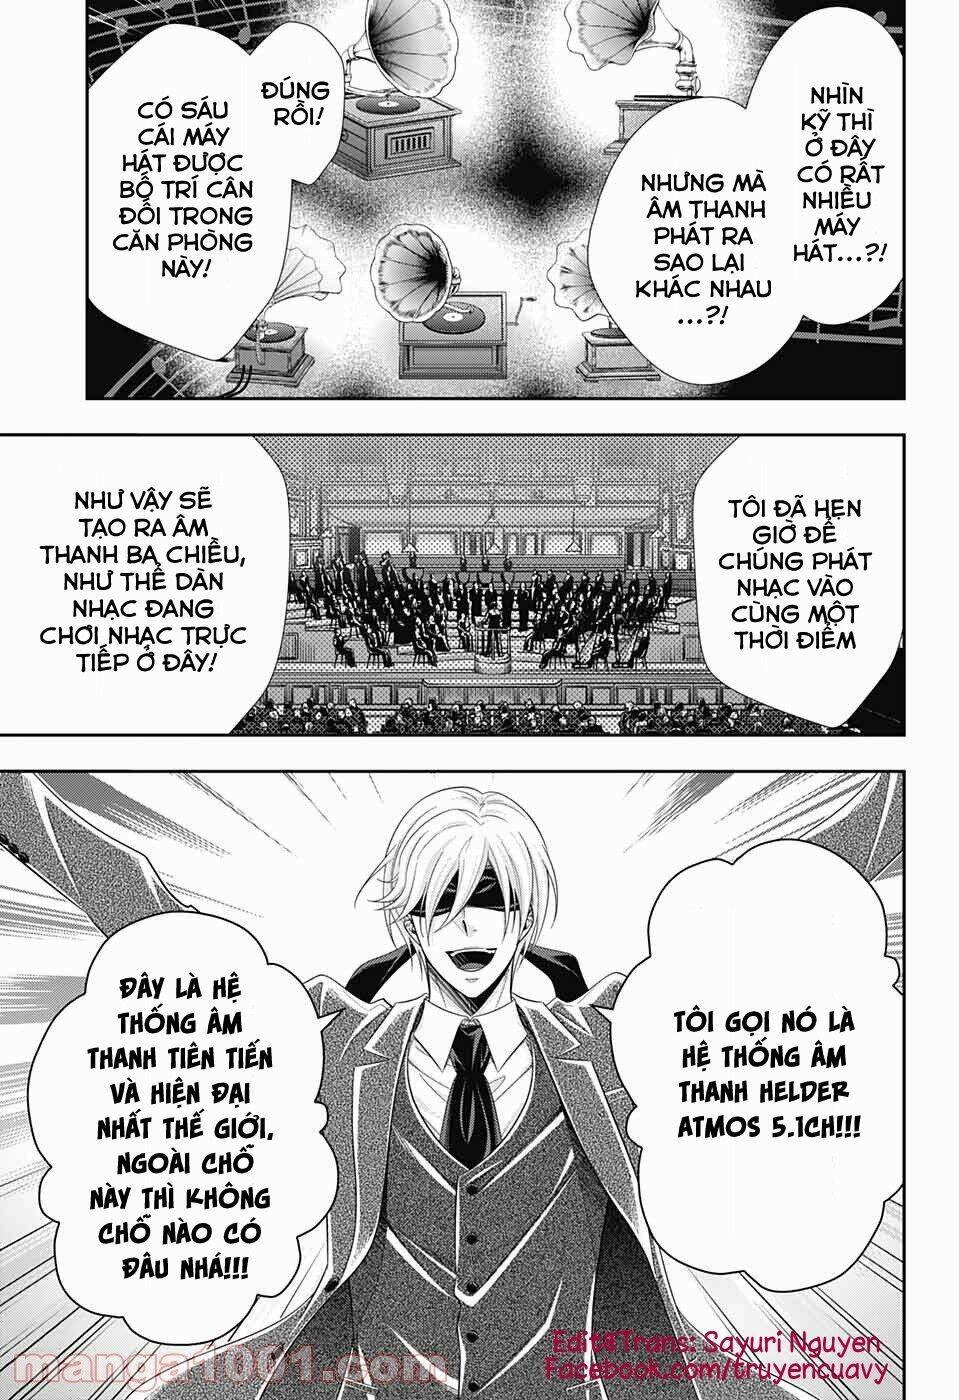 NHÌN
KỸ THÌ
Ở ĐÂY
CÓ RẤT
NHIỀU
MÁY
HÁT...?!
NHƯNG MÀ
ÂM THANH
PHÁT RA
SAO LẠI
KHÁC NHAU
...?!
ĐÚNG
RỒI!
CÓ SÁU
CÁI MÁY
HÁT ĐƯỢC
BỐ TRÍ CÂN
ĐỐI TRONG
CĂN PHÒNG
NÀY!
TÔI ĐÃ HẸN
GIỜ ĐỂ
CHÚNG PHÁT
NHẠC VÀO
CÙNG MỘT
THỜI ĐIỂM
NHƯ VẬY SẼ
TẠO RA ÂM
THANH BA CHIỀU,
NHƯ THỂ DÀN
NHẠC ĐANG
CHƠI NHẠC TRỰC
TIẾP Ở ĐÂY!
TÔI GỌI NÓ LÀ
HỆ THỐNG ÂM
THANH HELDER
ATMOS 5.1CH!!!
ĐÂY LÀ HỆ
THỐNG ÂM
THANH TIÊN TIẾN
VÀ HIỆN ĐẠI
NHẤT THẾ GIỚI,
NGOÀI CHỖ
NÀY THÌ KHÔNG
CHỖ NÀO CÓ
ĐÂU NHÁ!!!
Edit&Trans: Sayuri Nguyen
Facebook.com/truyencuavy
manga1001.com